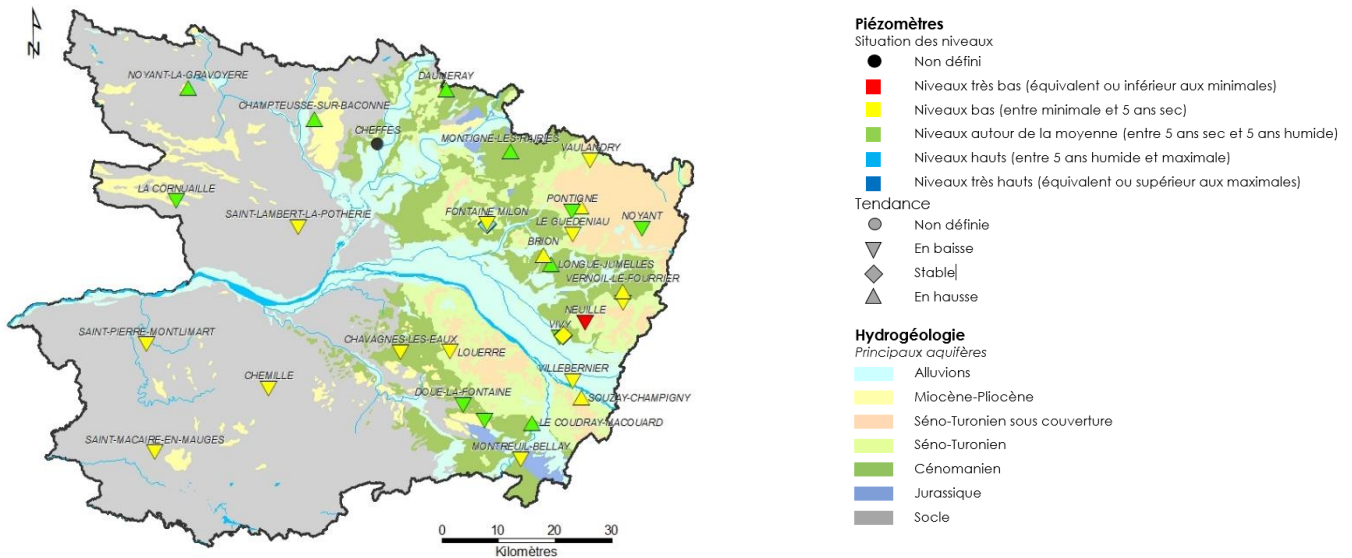 N
NOYANT-LA-GRAVOYERE
DAUMERAY
CHAMPTEUSSE-SUR-BACONNE
CHEFFES
MONTIGNE-LES-RAIRIES
VAULANDRY
LA CORNUAILLE
SAINT-LAMBERT-LA-POTHERIE
FONTAINE MILON
PONTIGNE
LE GUEDENIAU
NOYANT
BRION
LONGUE-JUMELLES
VERNOIL-LE-FOURRIER
NEUILLE
VIVY
SAINT-PIERRE-MONTLIMART
CHAVAGNES-LES-EAUX
LOUERRE
CHEMILLE
VILLEBERNIER
DOUE-LA-FONTAINE
SOUZAY-CHAMPIGNY
LE COUDRAY-MACOUARD
SAINT-MACAIRE-EN-MAUGES
MONTREUIL-BELLAY
0 10 20 30
Kilomètres
Piézomètres
Situation des niveaux
Non défini
Niveaux très bas (équivalent ou inférieur aux minimales)
Niveaux bas (entre minimale et 5 ans sec)
Niveaux autour de la moyenne (entre 5 ans sec et 5 ans humide)
Niveaux hauts (entre 5 ans humide et maximale)
Niveaux très hauts (équivalent ou supérieur aux maximales)
Tendance
Non définie
En baisse
Stable
En hausse
Hydrogéologie
Principaux aquifères
Alluvions
Miocène-Pliocène
Séno-Turonien sous couverture
Séno-Turonien
Cénomanien
Jurassique
Socle